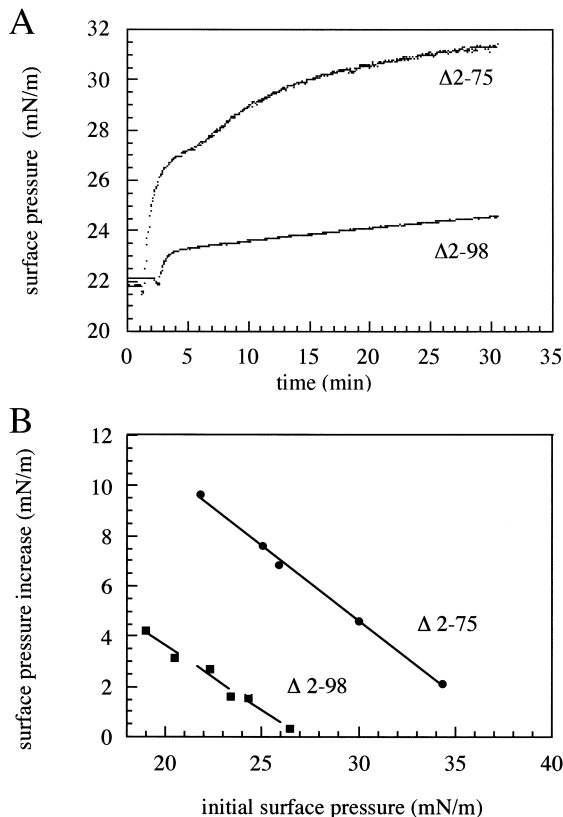 A
surface pressure (mN/m)
32
30
28
26
24
22
20
Δ2-75
Δ2-98
0 5 10 15 20 25 30 35
time (min)
B
surface pressure increase (mN/m)
12
10
8
6
4
2
0
Δ 2-75
Δ 2-98
20 25 30 35 40
initial surface pressure (mN/m)